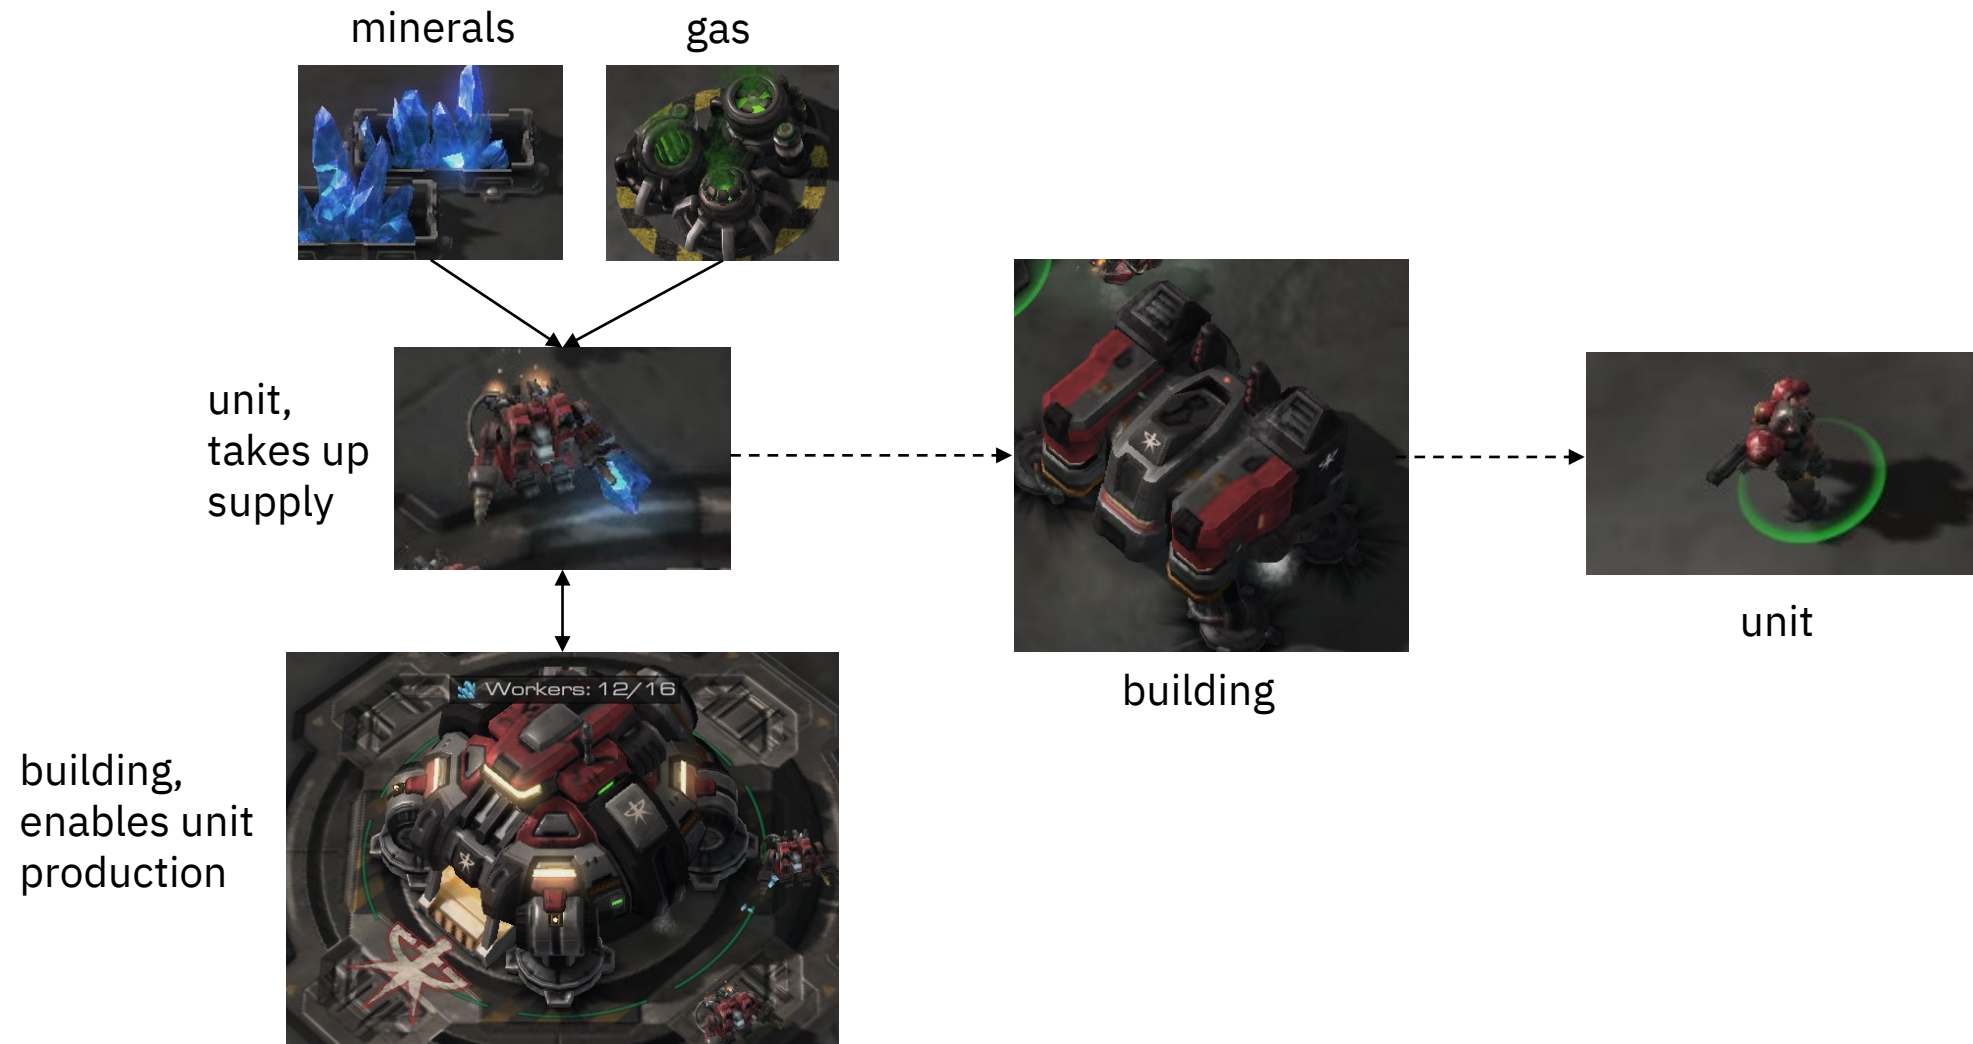 minerals
gas
unit,
takes up
supply
building
unit
Workers: 12/16
building,
enables unit
production